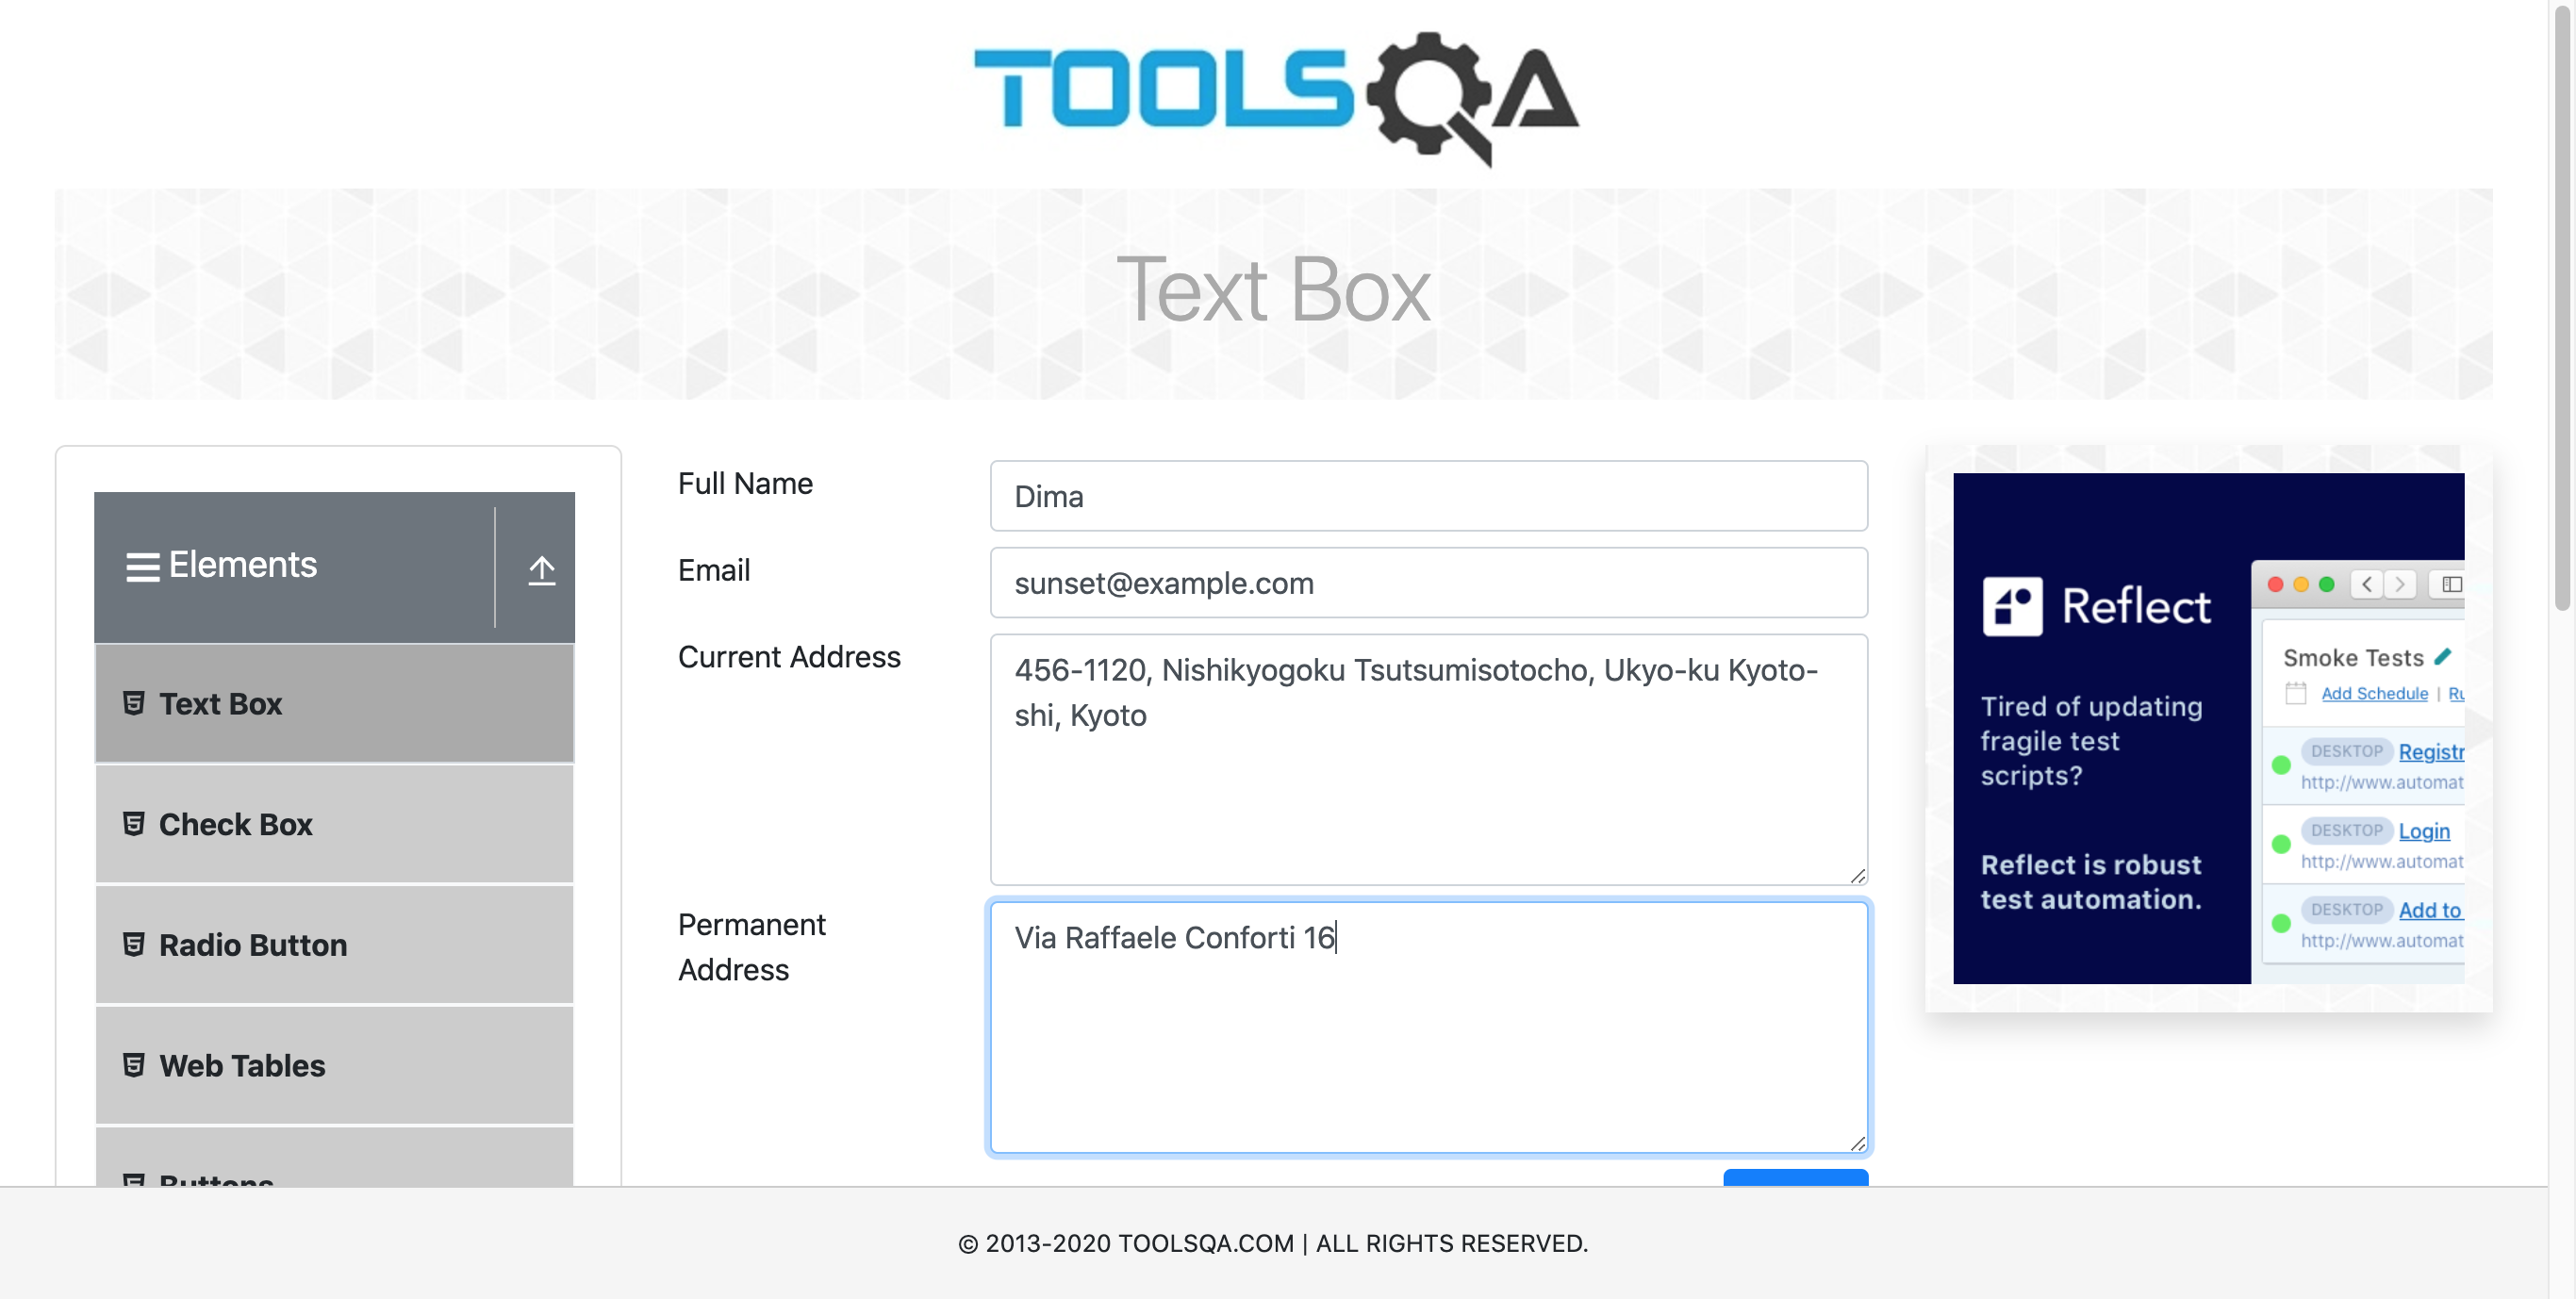 TOOLSQA
Text Box
Elements
Text Box
Check Box
Radio Button
Web Tables
Buttons
Full Name
Dima
Email
sunset@example.com
Current Address
456-1120, Nishikyogoku Tsutsumisotocho, Ukyo-ku Kyoto-
shi, Kyoto
Permanent
Address
Via Raffaele Conforti 16
Reflect
Tired of updating
fragile test
scripts?
Reflect is robust
test automation.
Smoke Tests
Add Schedule | Ru
DESKTOP Registr
http://www.automat
DESKTOP Login
http://www.automat
DESKTOP Add to
http://www.automat
© 2013-2020 TOOLSQA.COM | ALL RIGHTS RESERVED.